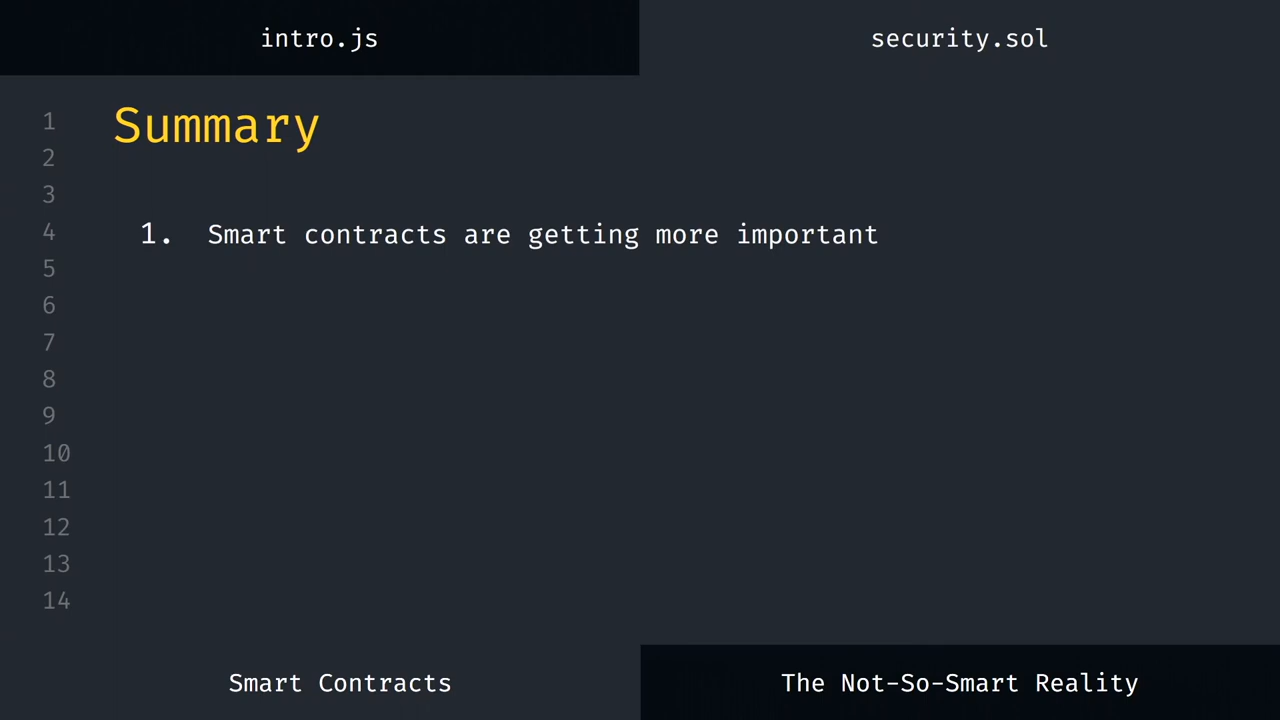 intro.js
security.sol
1 Summary
2
3
4 1. Smart contracts are getting more important
5
6
7
8
9
10
11
12
13
14
Smart Contracts
The Not-So-Smart Reality